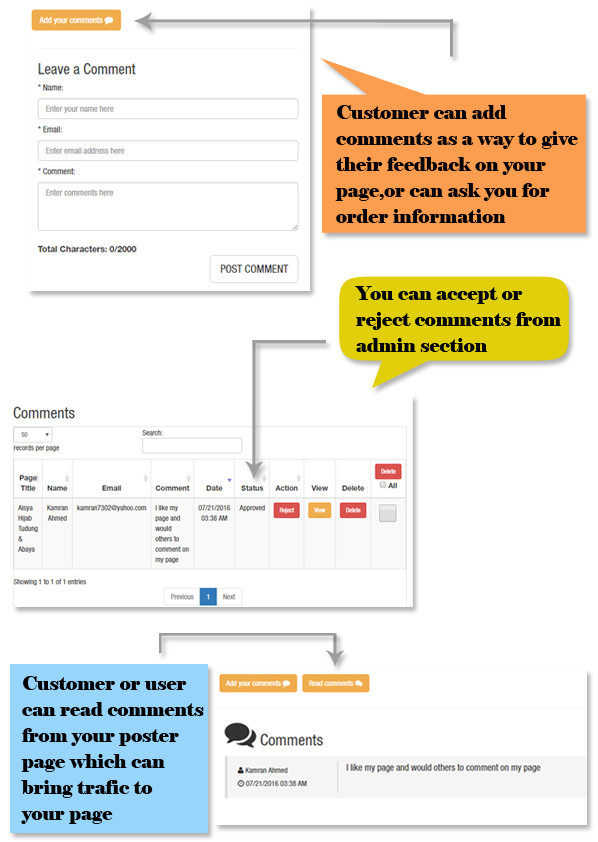 Add your comments
Leave a Comment
* Name:
Enter your name here
* Email:
Enter email address here
* Comment:
Enter comments here
Total Characters: 0/2000
POST COMMENT
Customer can add
comments as a way to give
their feedback on your
page,or can ask you for
order information
You can accept or
reject comments from
admin section
Comments
50
records per page
Search:
Page Title Name Email Comment Date Status Action View Delete Delete All
Aisya Hijab Tudung & Abaya Kamran Ahmed kamran7302@yahoo.com I like my page and would others to comment on my page 07/21/2016 03:38 AM Approved Reject View Delete
Showing 1 to 1 of 1 entries
Previous 1 Next
Customer or user
can read comments
from your poster
page which can
bring trafic to
your page
Add your comments Read comments
Comments
Kamran Ahmed I like my page and would others to comment on my page
07/21/2016 03:38 AM